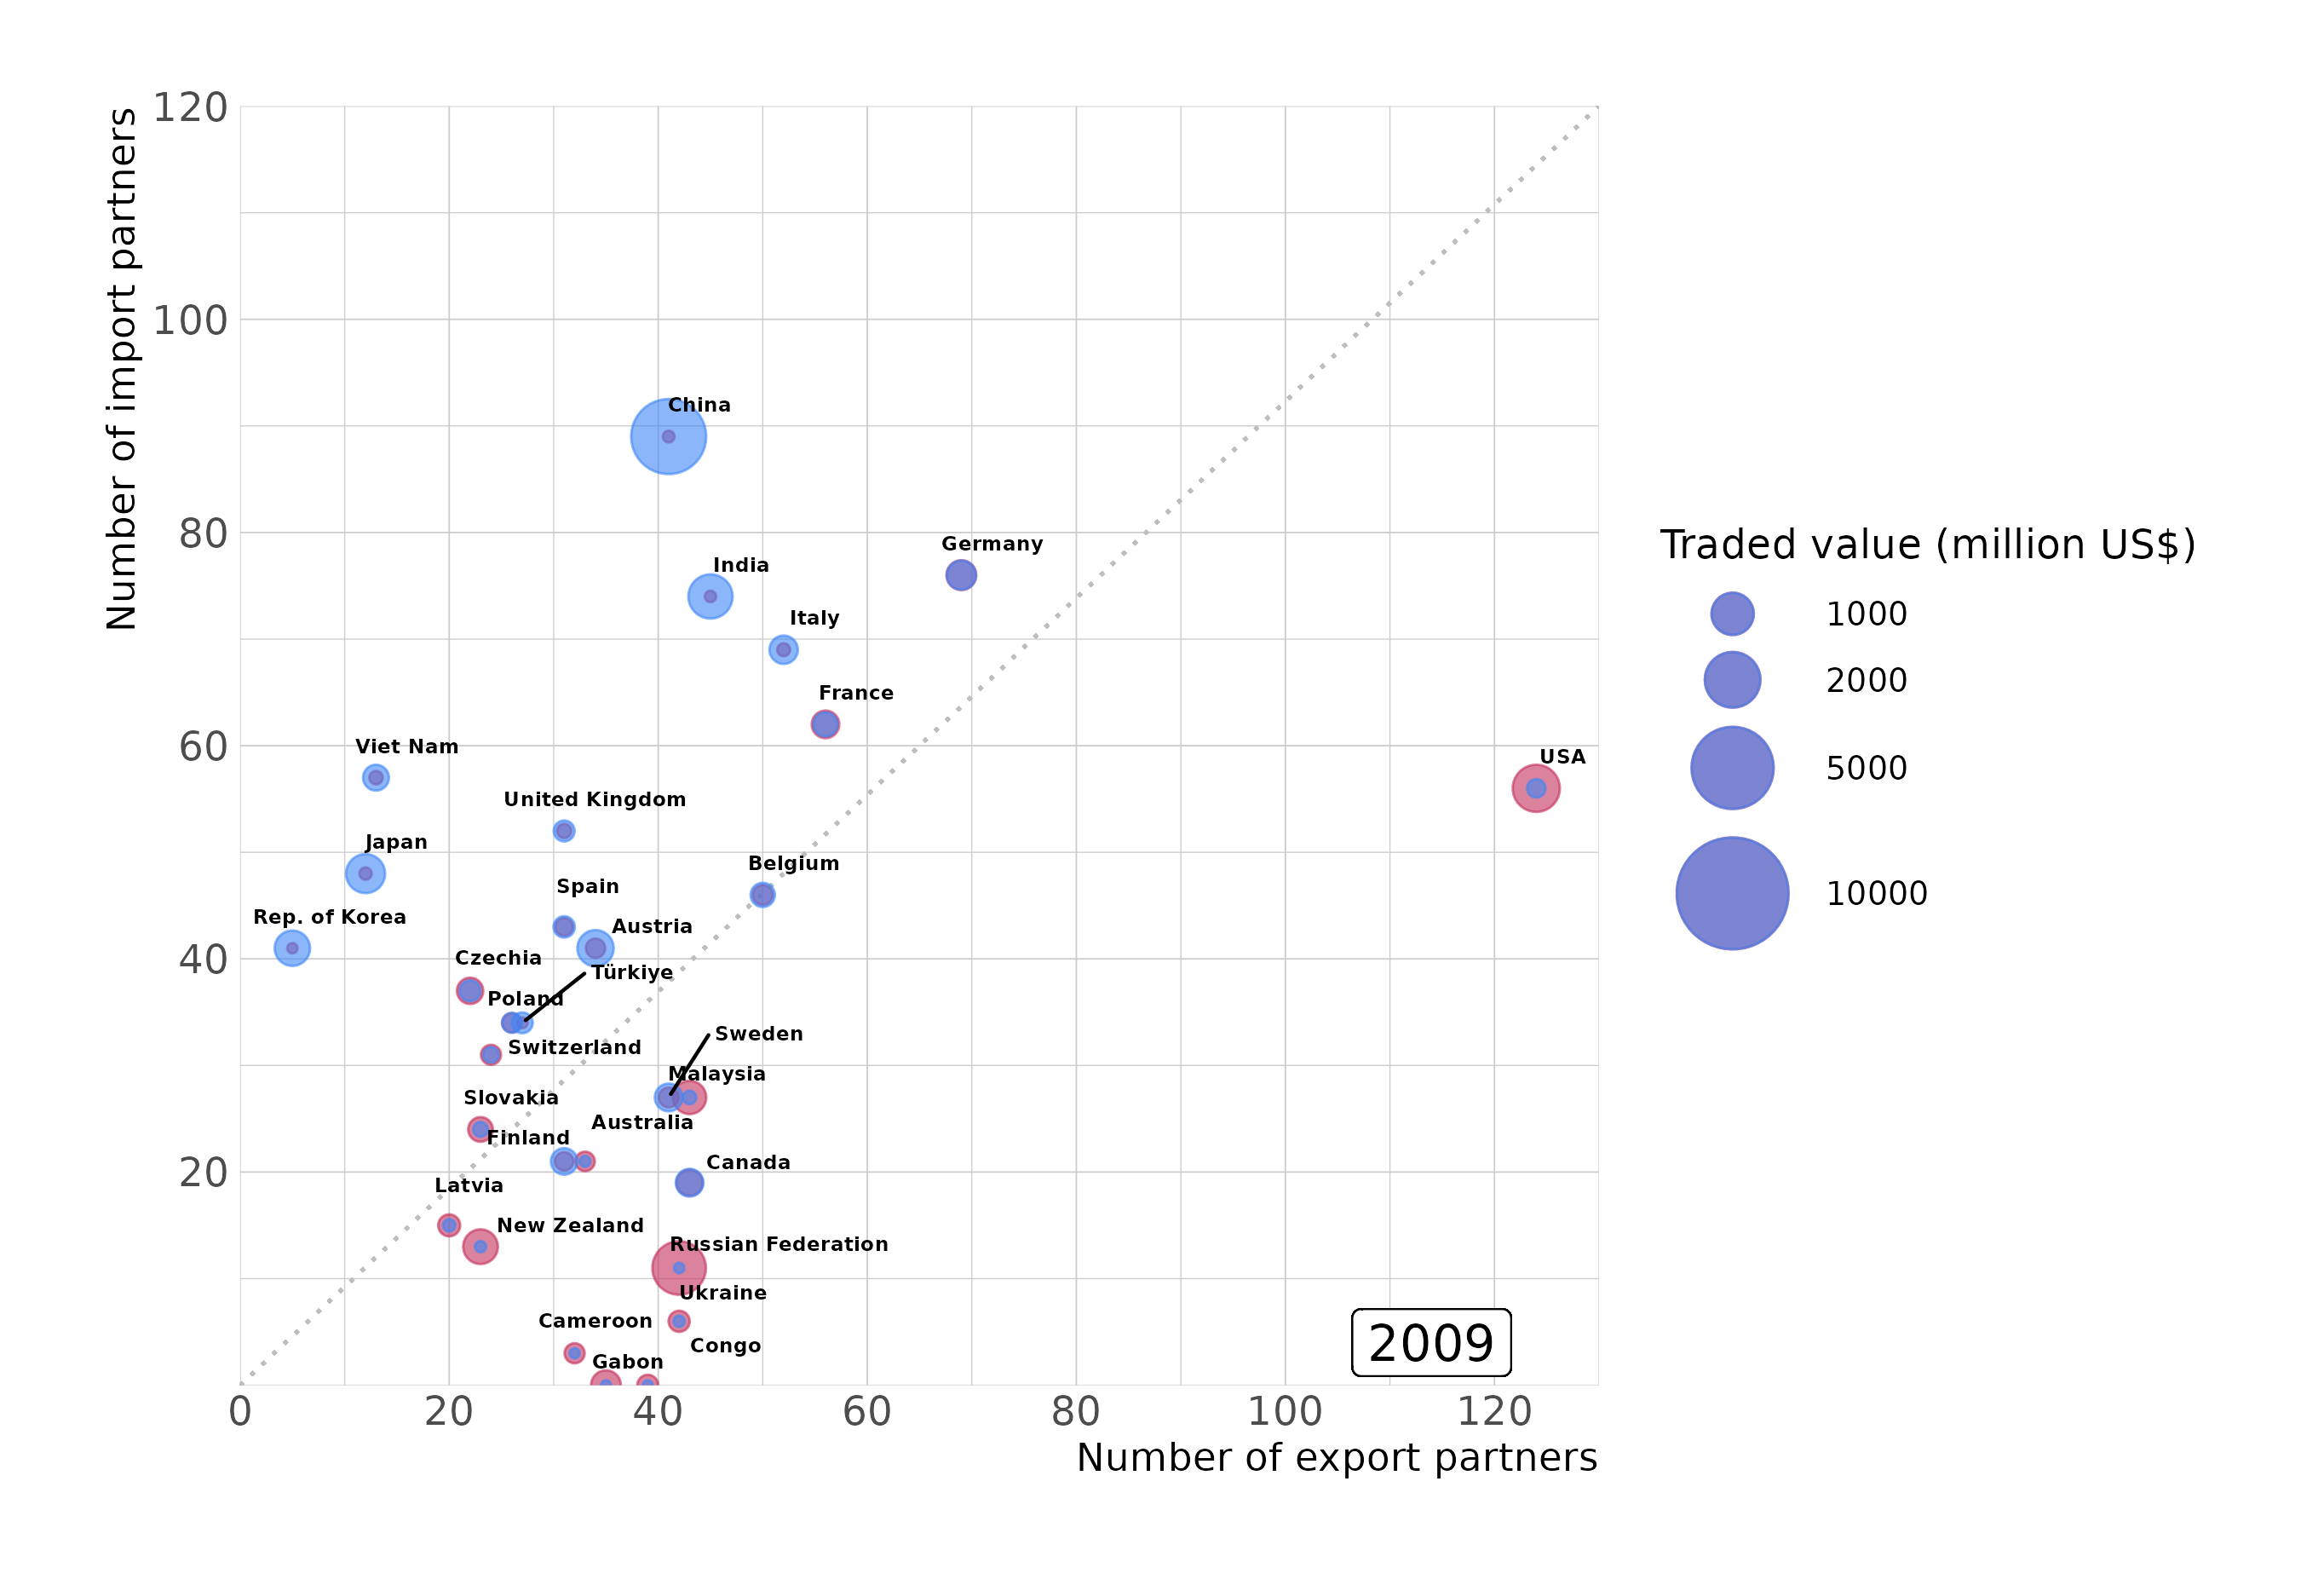 Number of import partners
120
100
80
60
40
20
China
India
Germany
Italy
France
Viet Nam
USA
United Kingdom
Japan
Belgium
Spain
Rep. of Korea
Austria
Czechia
Türkiye
Poland
Sweden
Switzerland
Malaysia
Slovakia
Australia
Finland
Canada
Latvia
New Zealand
Russian Federation
Ukraine
Cameroon
Congo
Gabon
2009
0
20
40
60
80
100
120
Number of export partners
Traded value (million US$)
1000
2000
5000
10000